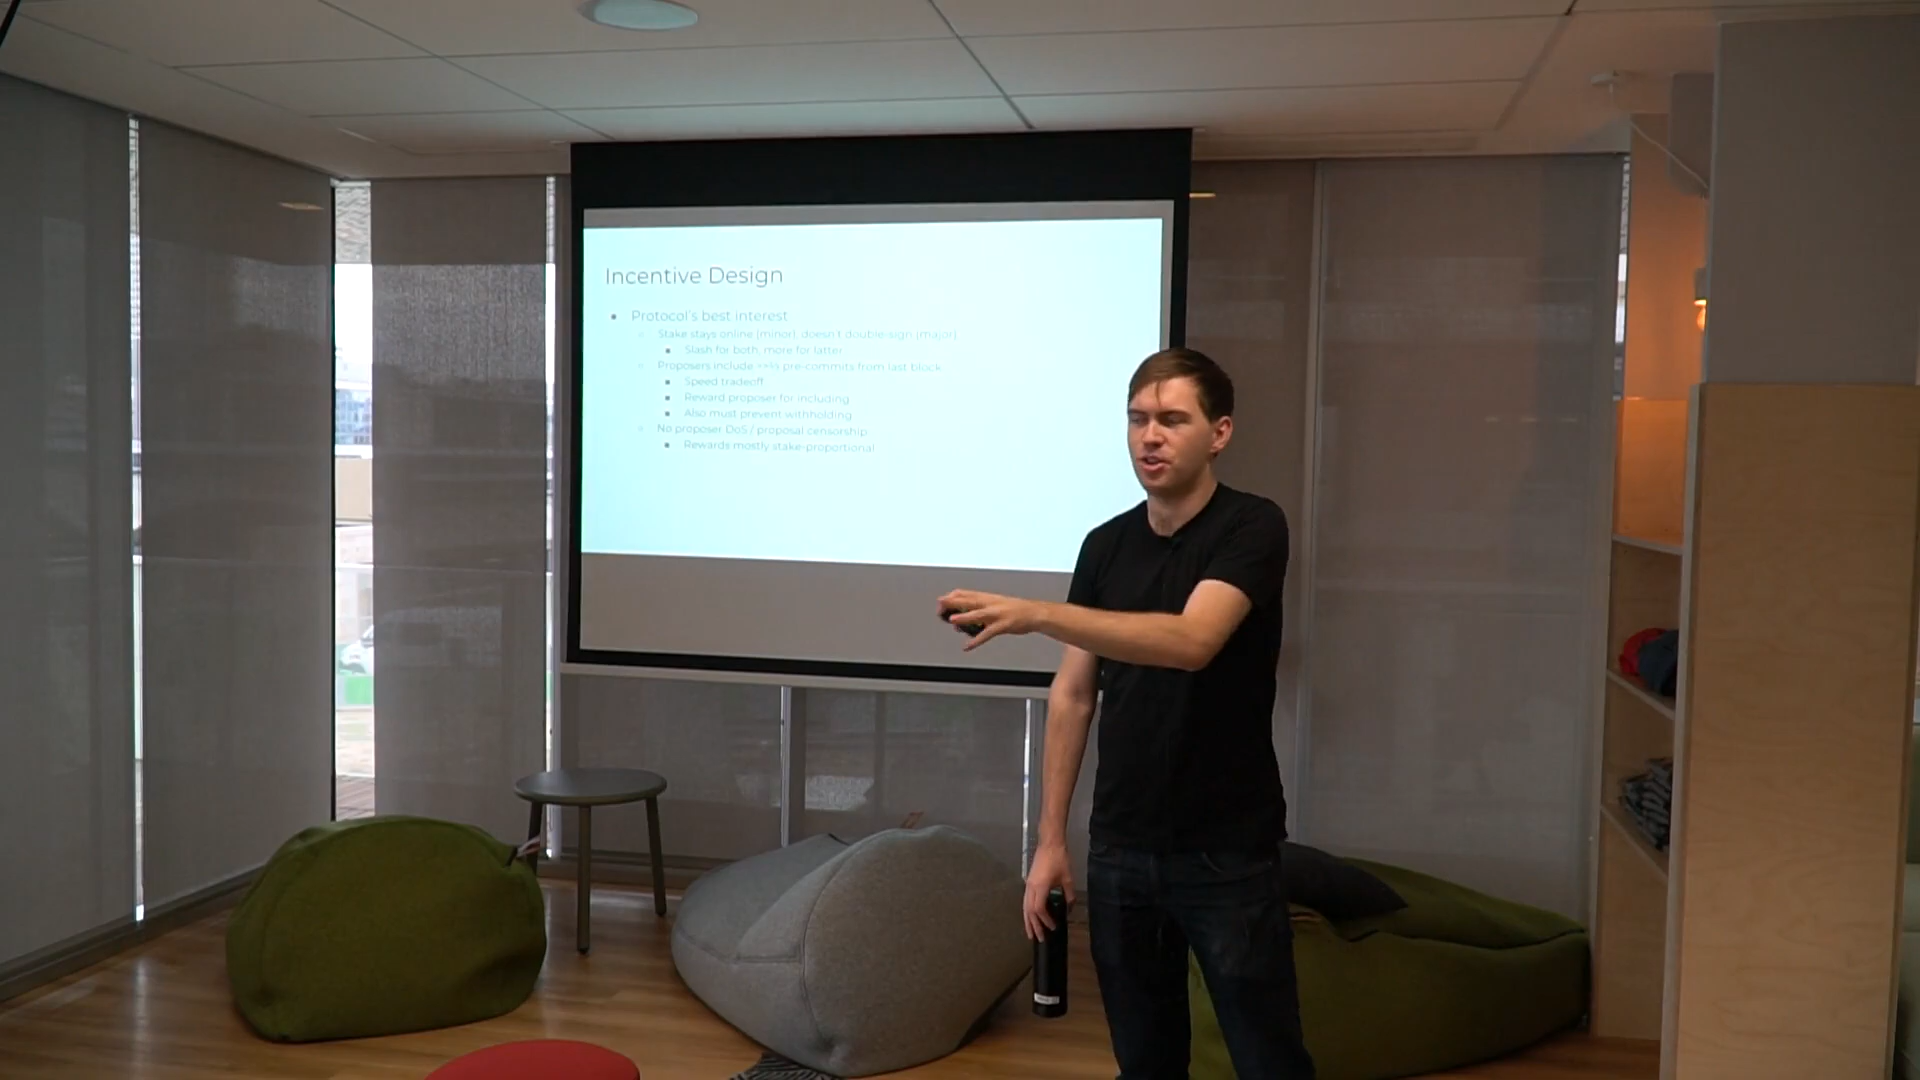 Incentive Design
● Protocol's best interest
○ Stake stays online (minor), doesn't double-sign (major)
■ Slash for both, more for latter
○ Proposers include >+⅔ pre-commits from last block
■ Speed tradeoff
■ Reward proposer for including
■ Also must prevent withholding
○ No proposer DoS / proposal censorship
■ Rewards mostly stake-proportional